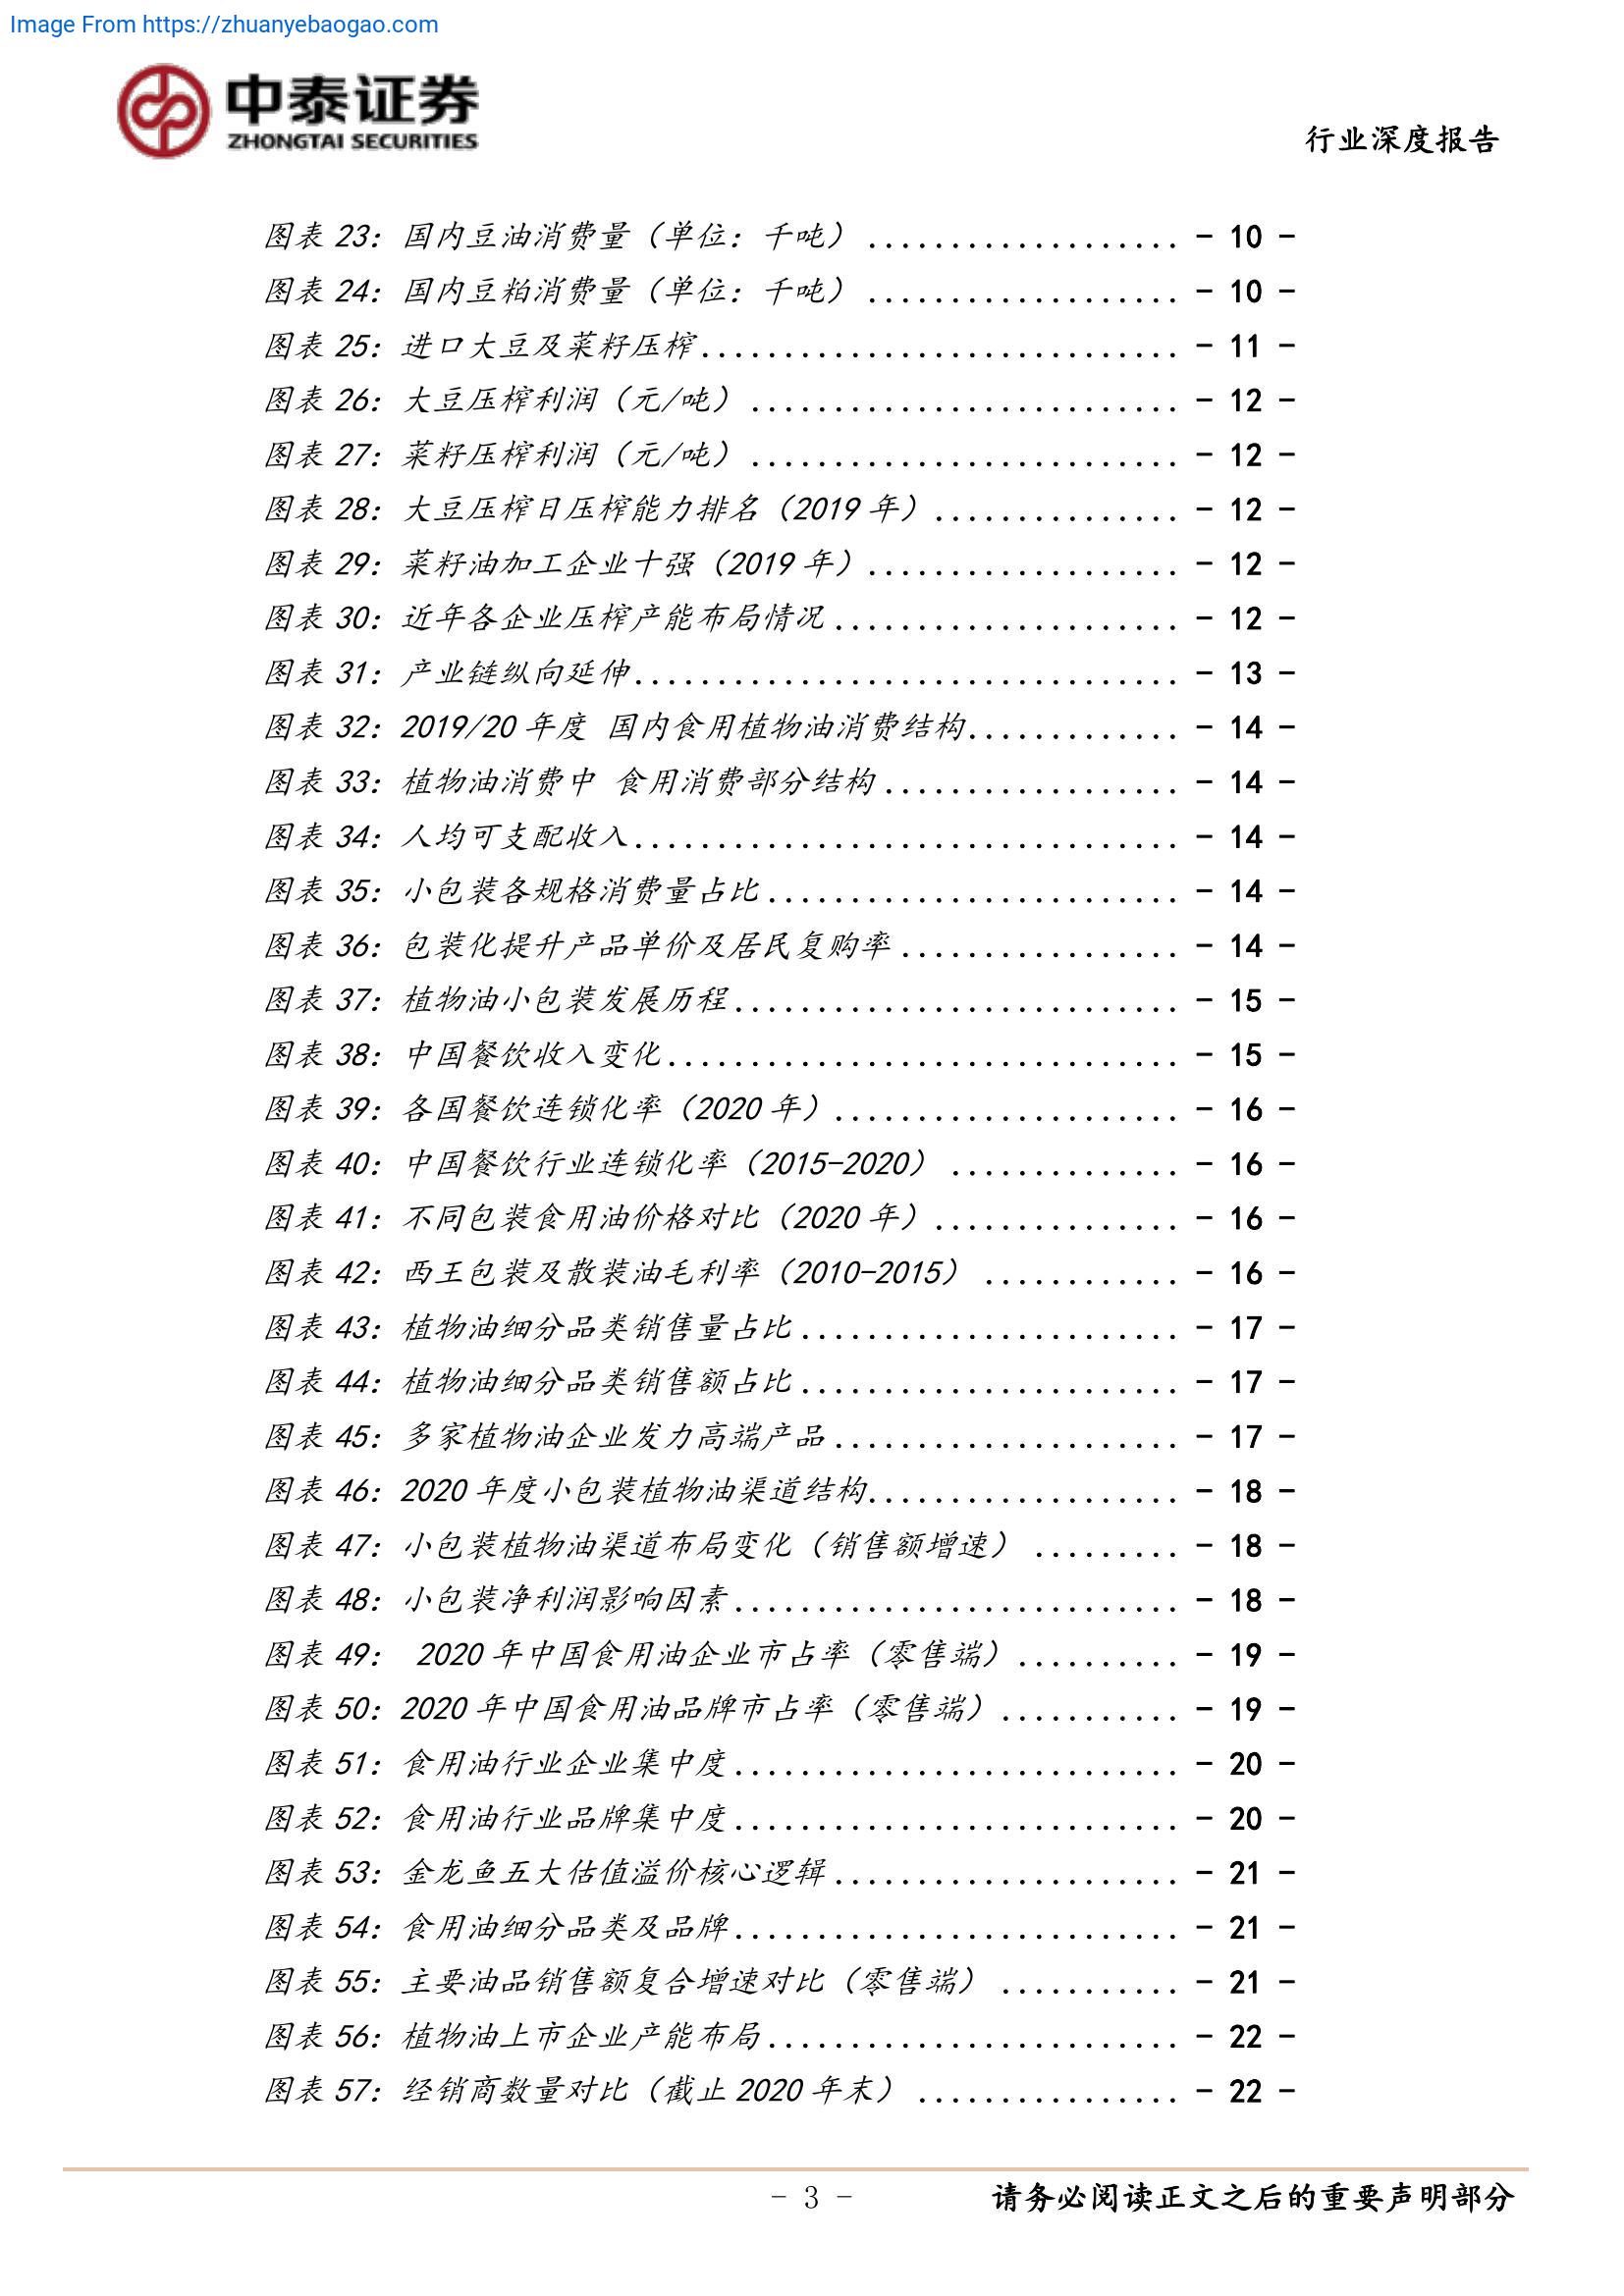 Image From https://zhuanyebaogao.com
中泰证券
ZHONGTAI SECURITIES
行业深度报告
图表 23：国内豆油消费量（单位：千吨） ................... - 10 -
图表 24：国内豆粕消费量（单位：千吨） ................... - 10 -
图表 25：进口大豆及菜籽压榨............................. - 11 -
图表 26：大豆压榨利润（元/吨） .......................... - 12 -
图表 27：菜籽压榨利润（元/吨） .......................... - 12 -
图表 28：大豆压榨日压榨能力排名（2019 年）............... - 12 -
图表 29：菜籽油加工企业十强（2019 年）................... - 12 -
图表 30：近年各企业压榨产能布局情况..................... - 12 -
图表 31：产业链纵向延伸................................. - 13 -
图表 32：2019/20 年度 国内食用植物油消费结构............. - 14 -
图表 33：植物油消费中 食用消费部分结构.................. - 14 -
图表 34：人均可支配收入................................. - 14 -
图表 35：小包装各规格消费量占比......................... - 14 -
图表 36：包装化提升产品单价及居民复购率................. - 14 -
图表 37：植物油小包装发展历程........................... - 15 -
图表 38：中国餐饮收入变化............................... - 15 -
图表 39：各国餐饮连锁化率（2020 年）..................... - 16 -
图表 40：中国餐饮行业连锁化率（2015-2020） .............. - 16 -
图表 41：不同包装食用油价格对比（2020 年）............... - 16 -
图表 42：西王包装及散装油毛利率（2010-2015） ............ - 16 -
图表 43：植物油细分品类销售量占比....................... - 17 -
图表 44：植物油细分品类销售额占比....................... - 17 -
图表 45：多家植物油企业发力高端产品..................... - 17 -
图表 46：2020 年度小包装植物油渠道结构................... - 18 -
图表 47：小包装植物油渠道布局变化（销售额增速） ......... - 18 -
图表 48：小包装净利润影响因素........................... - 18 -
图表 49： 2020 年中国食用油企业市占率（零售端）.......... - 19 -
图表 50：2020 年中国食用油品牌市占率（零售端）........... - 19 -
图表 51：食用油行业企业集中度........................... - 20 -
图表 52：食用油行业品牌集中度........................... - 20 -
图表 53：金龙鱼五大估值溢价核心逻辑..................... - 21 -
图表 54：食用油细分品类及品牌........................... - 21 -
图表 55：主要油品销售额复合增速对比（零售端） ........... - 21 -
图表 56：植物油上市企业产能布局......................... - 22 -
图表 57：经销商数量对比（截止 2020 年末） ................ - 22 -
- 3 -
请务必阅读正文之后的重要声明部分